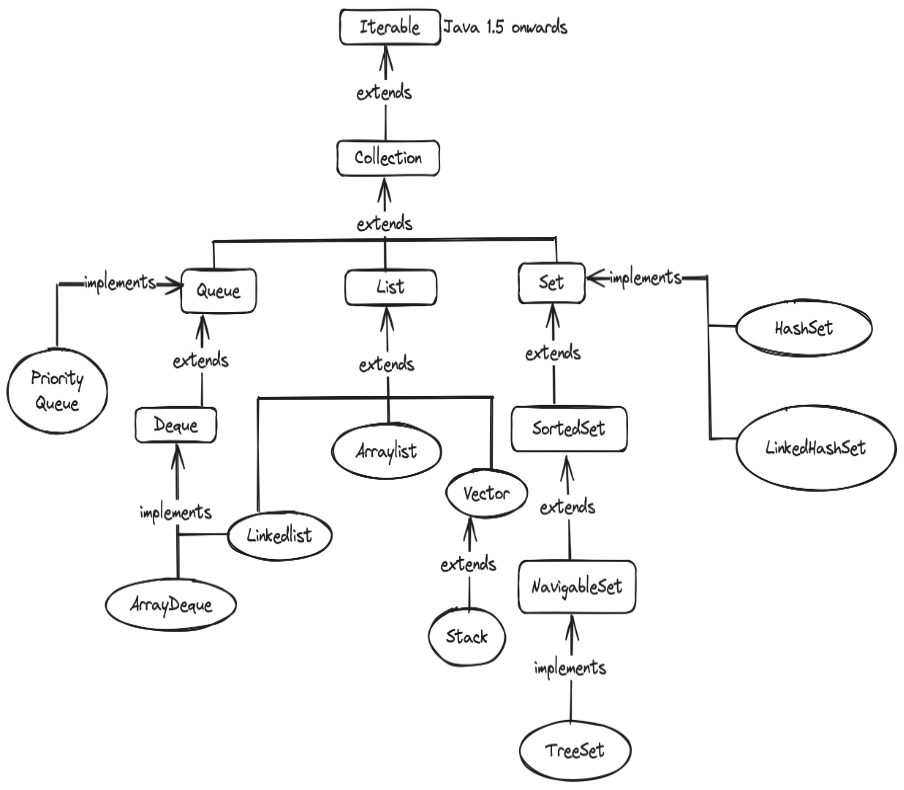 Iterable Java 1.5 onwards
extends
Collection
extends
implements
Queue
List
Set
implements
HashSet
extends
extends
extends
Priority
Queue
Deque
Arraylist
SortedSet
LinkedHashSet
Vector
implements
extends
Linkedlist
extends
NavigableSet
ArrayDeque
Stack
implements
TreeSet